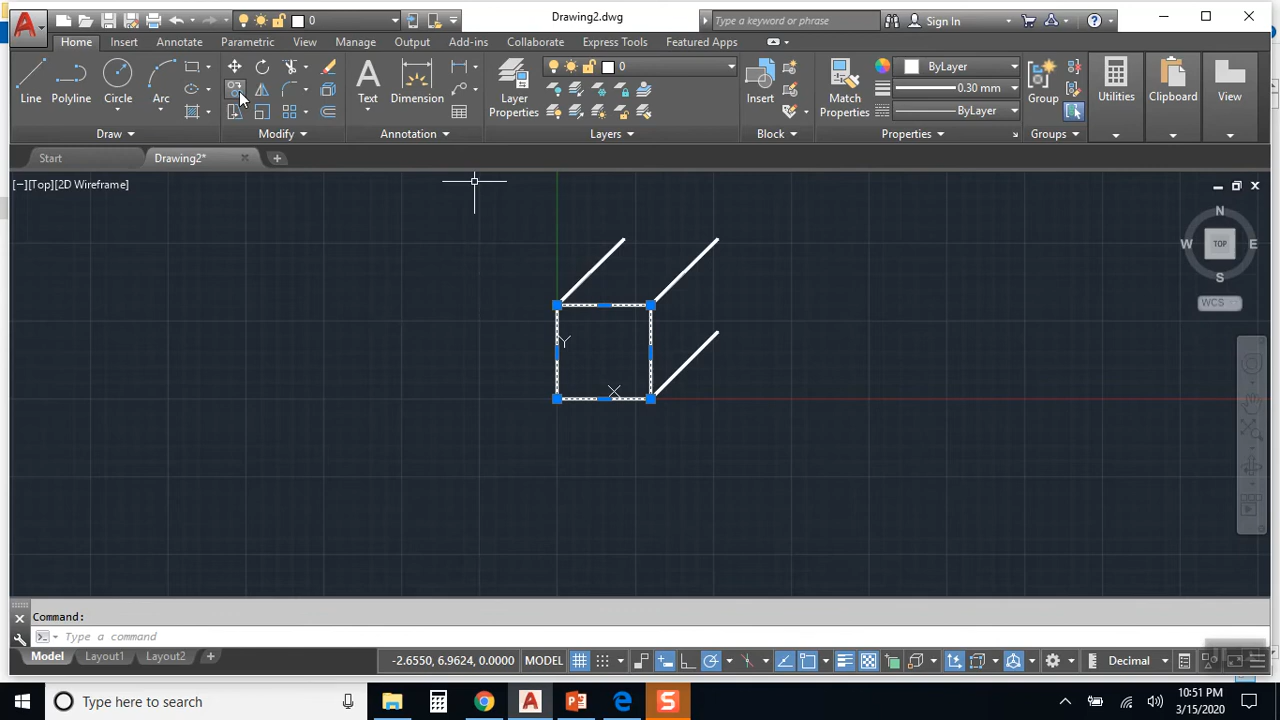 Drawing2.dwg
0
Type a keyword or phrase
Sign In
Home
Insert
Annotate
Parametric
View
Manage
Output
Add-ins
Collaborate
Express Tools
Featured Apps
Line
Polyline
Circle
Arc
Text
Dimension
Layer
Properties
0
Insert
Match
Properties
ByLayer
0.30 mm
ByLayer
Group
Utilities
Clipboard
View
Draw
Modify
Annotation
Layers
Block
Properties
Groups
Start
Drawing2*
[−][Top][2D Wireframe]
N
W
TOP
E
S
WCS
Y
X
Command:
Type a command
Model
Layout1
Layout2
-2.6550, 6.9624, 0.0000
MODEL
Decimal
Type here to search
10:51 PM
3/15/2020